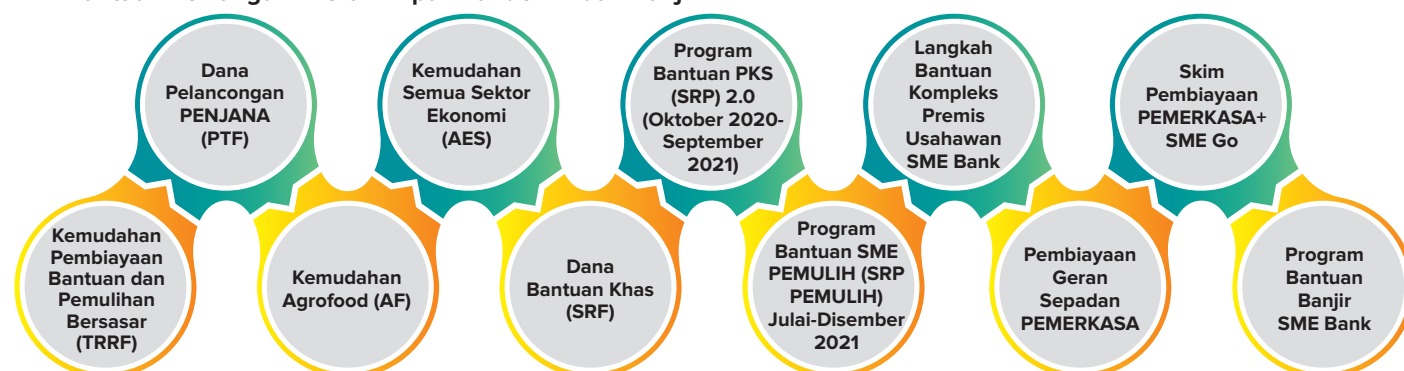 Kemudahan
Pembiayaan
Bantuan dan
Pemulihan
Bersasar
(TRRF)
Dana
Pelancongan
PENJANA
(PTF)
Kemudahan
Agrofood (AF)
Kemudahan
Semua Sektor
Ekonomi
(AES)
Dana
Bantuan Khas
(SRF)
Program
Bantuan PKS
(SRP) 2.0
(Oktober 2020-
September
2021)
Program
Bantuan SME
PEMULIH (SRP
PEMULIH)
Julai-Disember
2021
Langkah
Bantuan
Kompleks
Premis
Usahawan
SME Bank
Pembiayaan
Geran
Sepadan
PEMERKASA
Skim
Pembiayaan
PEMERKASA+
SME Go
Program
Bantuan
Banjir
SME Bank